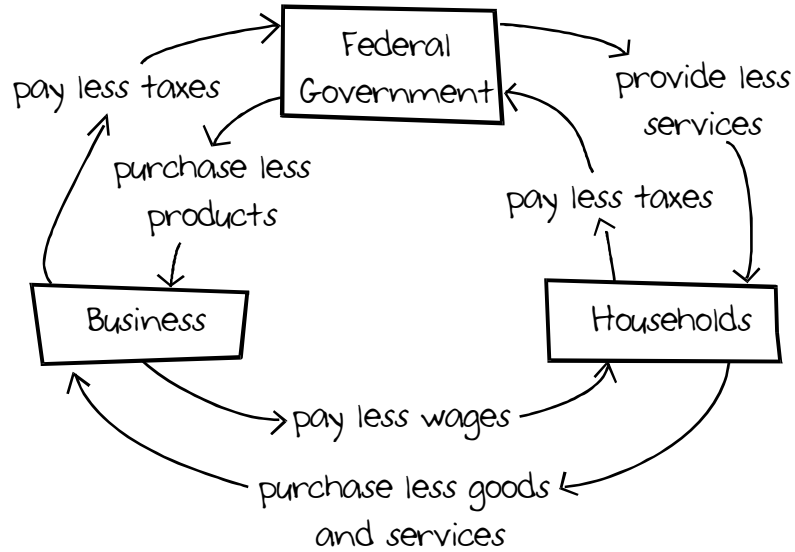 Federal
Government
pay less taxes
provide less
services
purchase less
products
pay less taxes
Business
Households
pay less wages
purchase less goods
and services